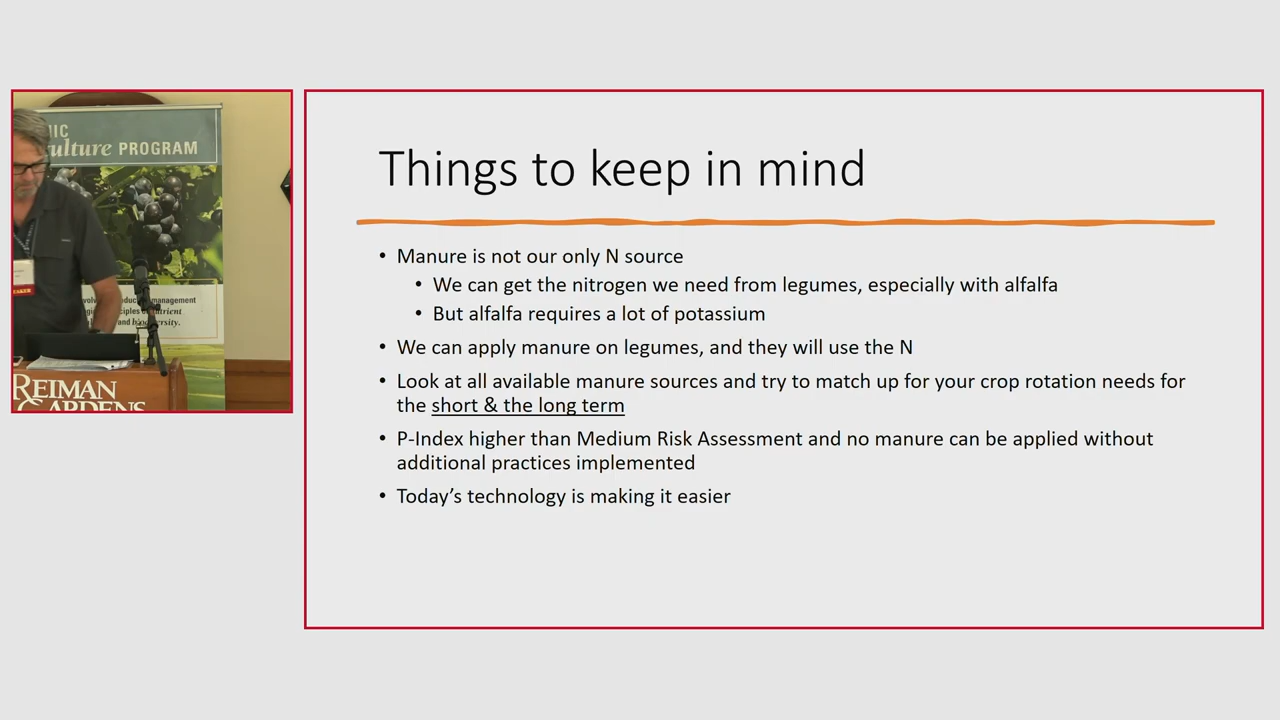 PROGRAM
management
and
REIMAN
GARDENS
Things to keep in mind
• Manure is not our only N source
• We can get the nitrogen we need from legumes, especially with alfalfa
• But alfalfa requires a lot of potassium
• We can apply manure on legumes, and they will use the N
• Look at all available manure sources and try to match up for your crop rotation needs for
the short & the long term
• P-Index higher than Medium Risk Assessment and no manure can be applied without
additional practices implemented
• Today’s technology is making it easier